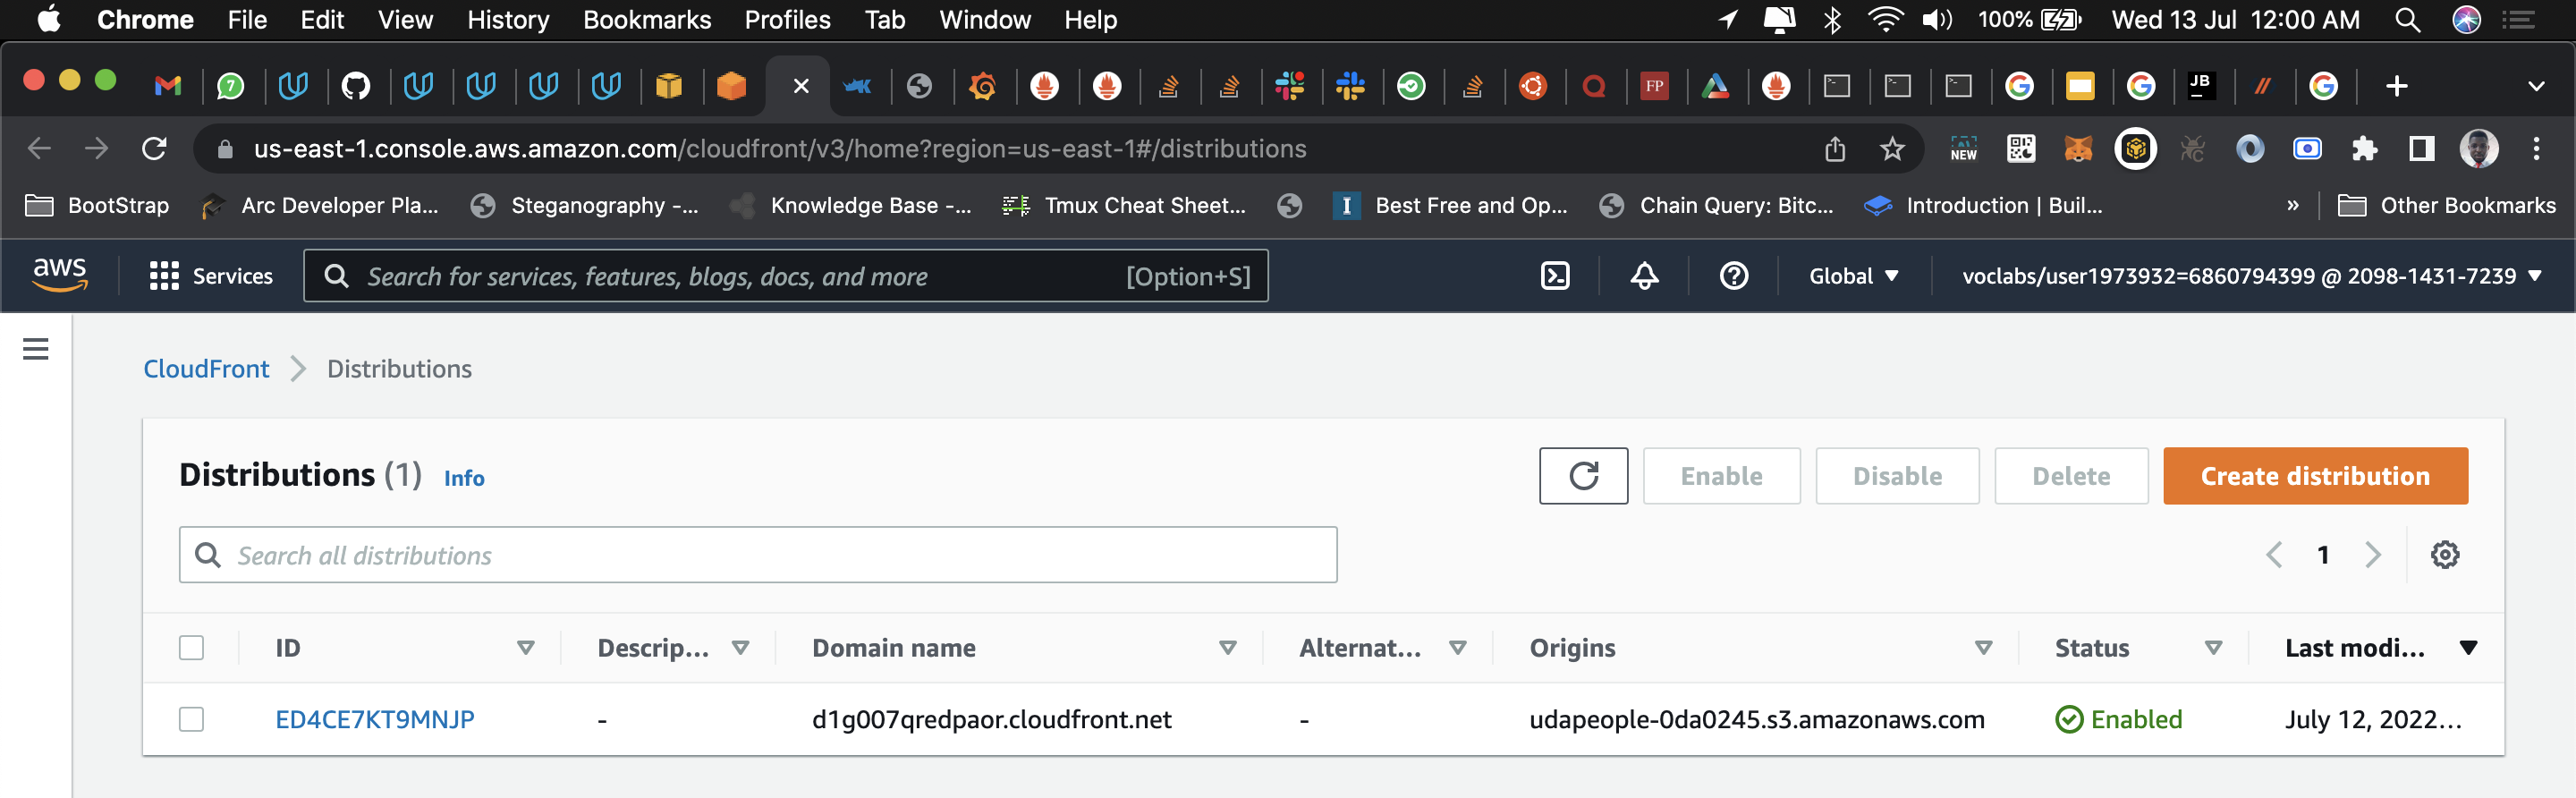 Chrome File Edit View History Bookmarks Profiles Tab Window Help 100% Wed 13 Jul 12:00 AM
7 FP JB
us-east-1.console.aws.amazon.com/cloudfront/v3/home?region=us-east-1#/distributions NEW
BootStrap Arc Developer Pla... Steganography -... Knowledge Base -... Tmux Cheat Sheet... I Best Free and Op... Chain Query: Bitc... Introduction | Buil... » Other Bookmarks
aws Services Search for services, features, blogs, docs, and more [Option+S] Global voclabs/user1973932=6860794399 @ 2098-1431-7239
CloudFront Distributions
Distributions (1) Info Enable Disable Delete Create distribution
Search all distributions 1
ID Descrip... Domain name Alternat... Origins Status Last modi...
ED4CE7KT9MNJP - d1g007qredpaor.cloudfront.net - udapeople-0da0245.s3.amazonaws.com Enabled July 12, 2022...